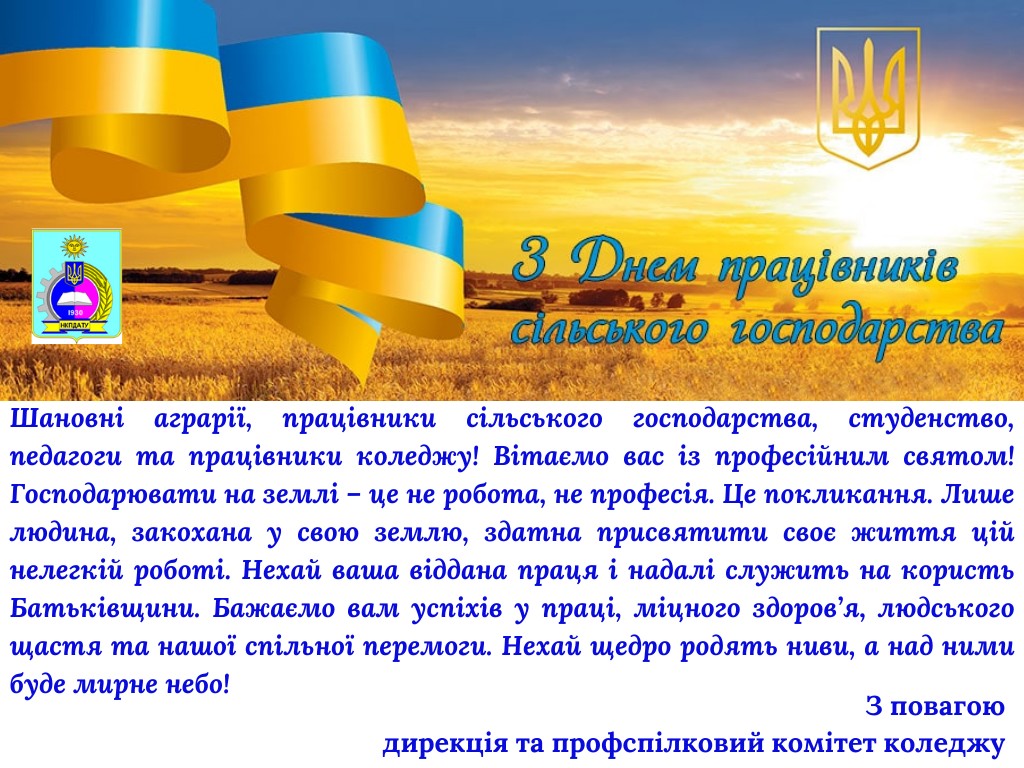 З Днем працівників
сільського господарства
1930
НКПДАТУ
Шановні аграрії, працівники сільського господарства, студенство,
педагоги та працівники коледжу! Вітаємо вас із професійним святом!
Господарювати на землі – це не робота, не професія. Це покликання. Лише
людина, закохана у свою землю, здатна присвятити своє життя цій
нелегкій роботі. Нехай ваша віддана праця і надалі служить на користь
Батьківщини. Бажаємо вам успіхів у праці, міцного здоров’я, людського
щастя та нашої спільної перемоги. Нехай щедро родять ниви, а над ними
буде мирне небо!
З повагою
дирекція та профспілковий комітет коледжу